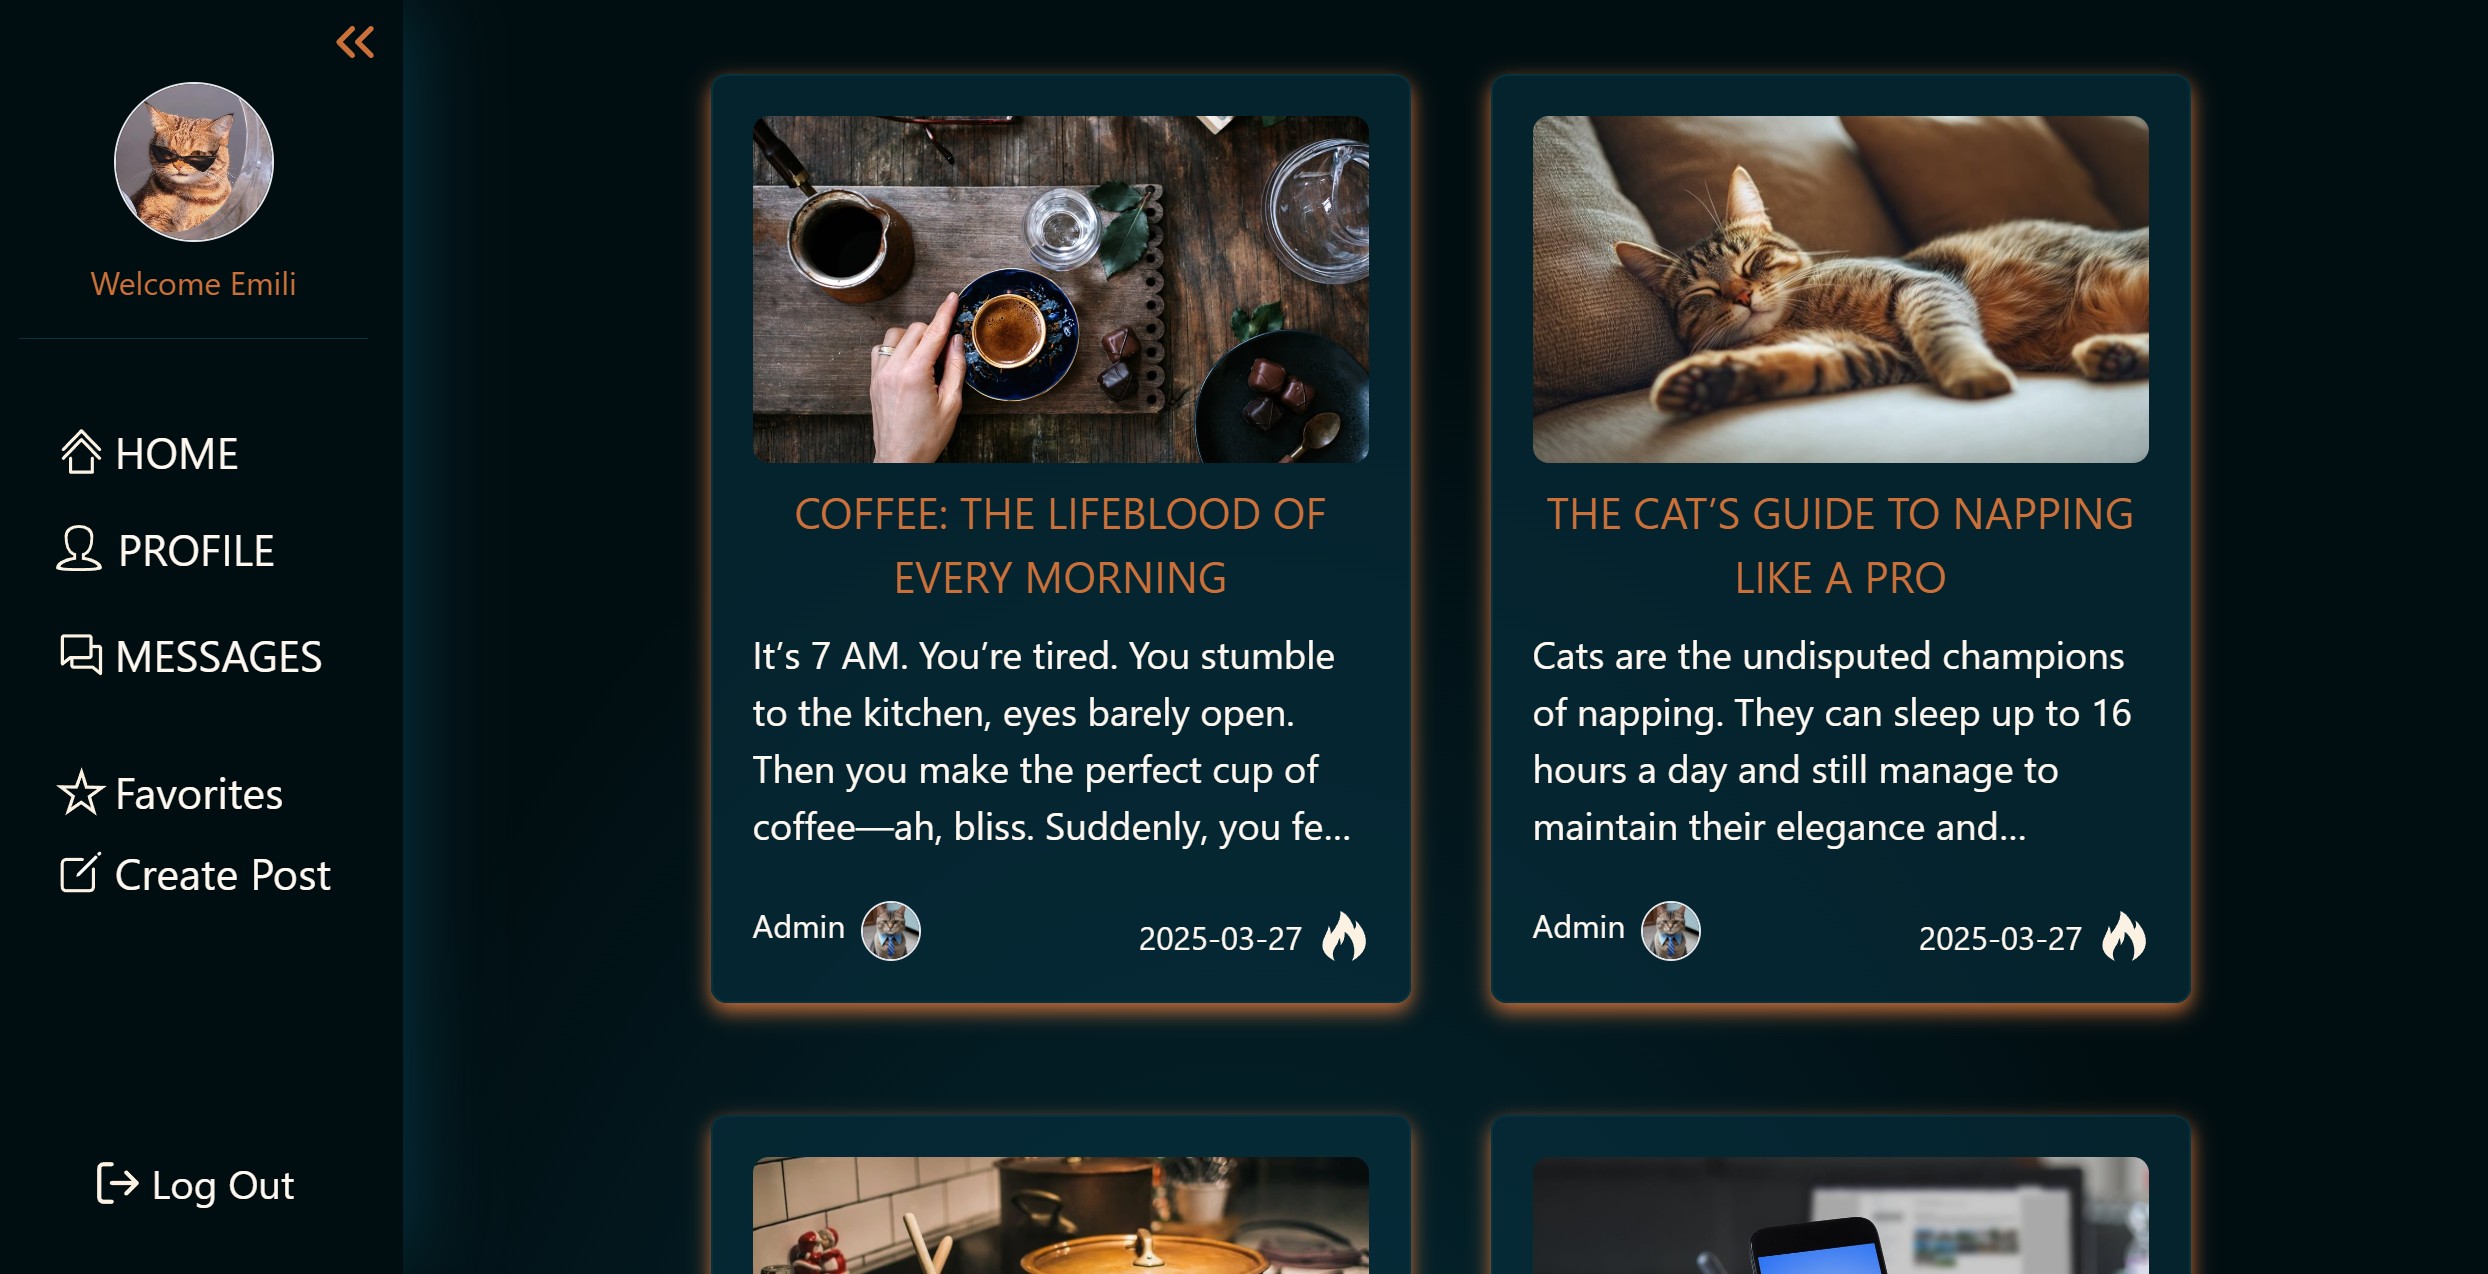 Welcome Emili
HOME
PROFILE
MESSAGES
Favorites
Create Post
Log Out
COFFEE: THE LIFEBLOOD OF
EVERY MORNING
It’s 7 AM. You’re tired. You stumble
to the kitchen, eyes barely open.
Then you make the perfect cup of
coffee—ah, bliss. Suddenly, you fe...
Admin
2025-03-27
THE CAT’S GUIDE TO NAPPING
LIKE A PRO
Cats are the undisputed champions
of napping. They can sleep up to 16
hours a day and still manage to
maintain their elegance and...
Admin
2025-03-27